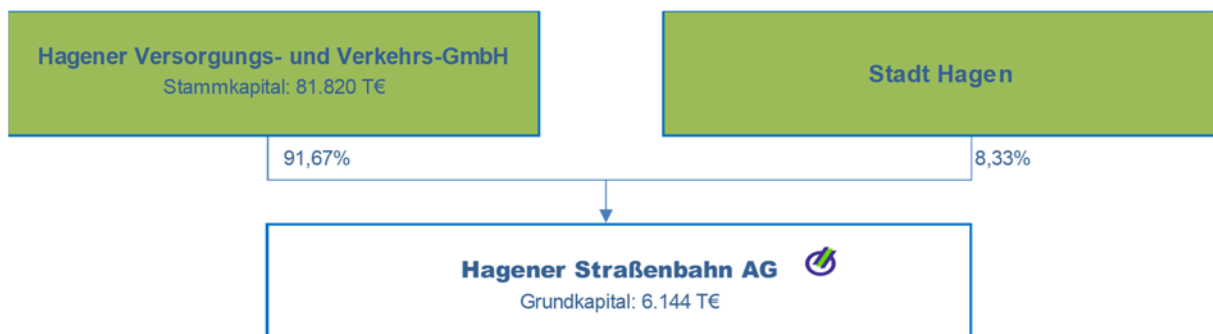 Hagener Versorgungs- und Verkehrs-GmbH
Stammkapital: 81.820 T€
Stadt Hagen
91,67%
8,33%
Hagener Straßenbahn AG
Grundkapital: 6.144 T€